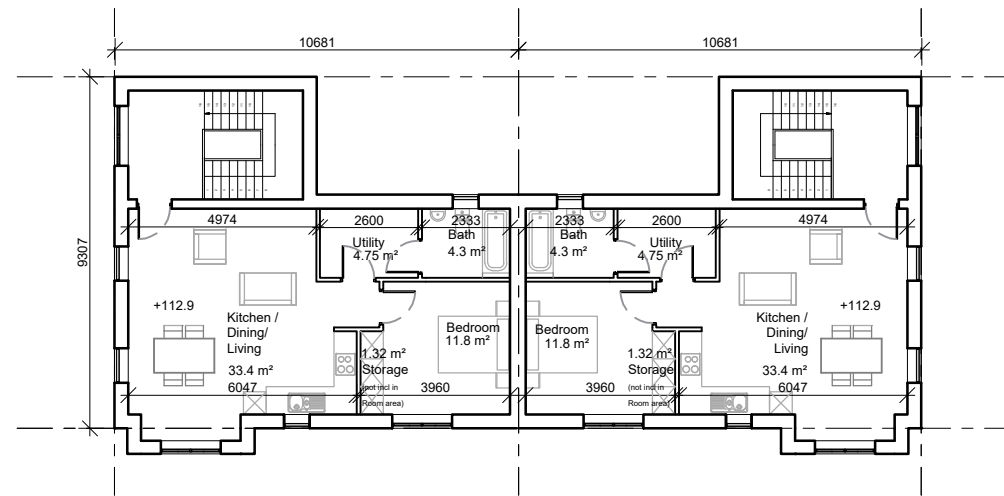 10681
10681
9307
4974
2600
2333
2333
2600
4974
Bath
4.3 m²
Bath
4.3 m²
Utility
4.75 m²
Utility
4.75 m²
+112.9
+112.9
Kitchen /
Dining/
Living
33.4 m²
6047
Bedroom
11.8 m²
Bedroom
11.8 m²
Kitchen /
Dining/
Living
33.4 m²
6047
1.32 m²
Storage
(not incl in
Room area)
3960
3960
1.32 m²
Storage
(not incl in
Room area)